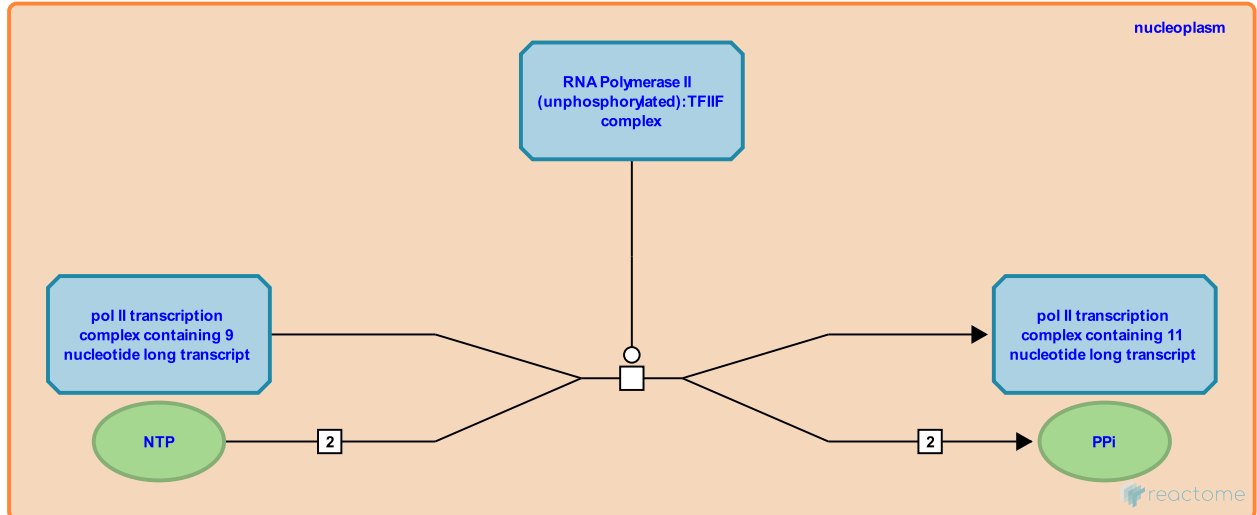 nucleoplasm
RNA Polymerase II
(unphosphorylated):TFIIF
complex
pol II transcription
complex containing 9
nucleotide long transcript
pol II transcription
complex containing 11
nucleotide long transcript
NTP
2
2
PPi
reactome